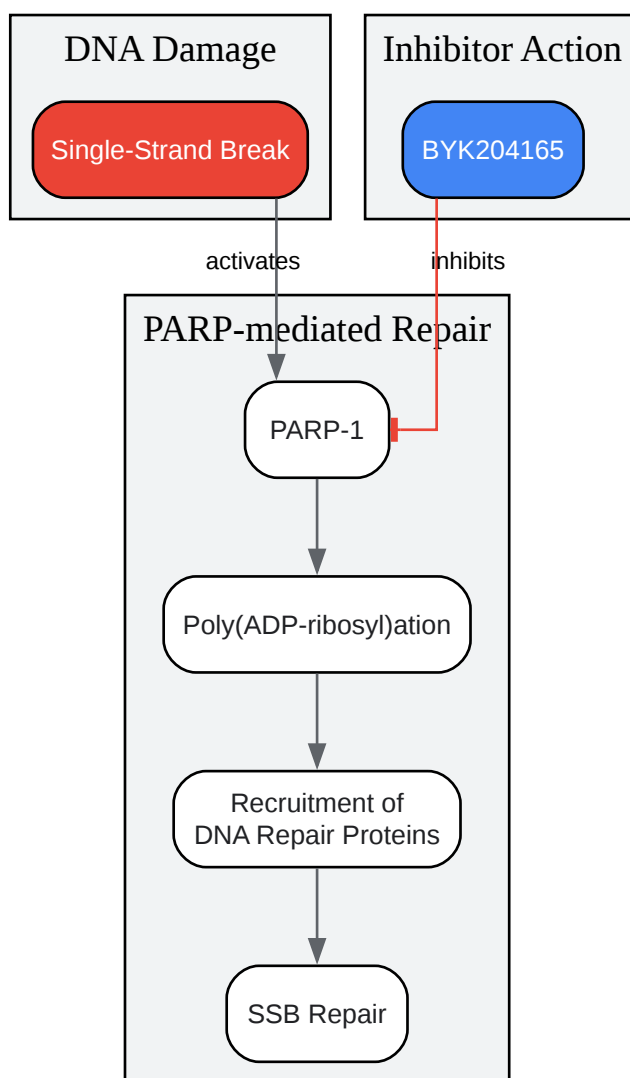 DNA Damage
Single-Strand Break
Inhibitor Action
BYK204165
activates
inhibits
PARP-mediated Repair
PARP-1
Poly(ADP-ribosyl)ation
Recruitment of
DNA Repair Proteins
SSB Repair